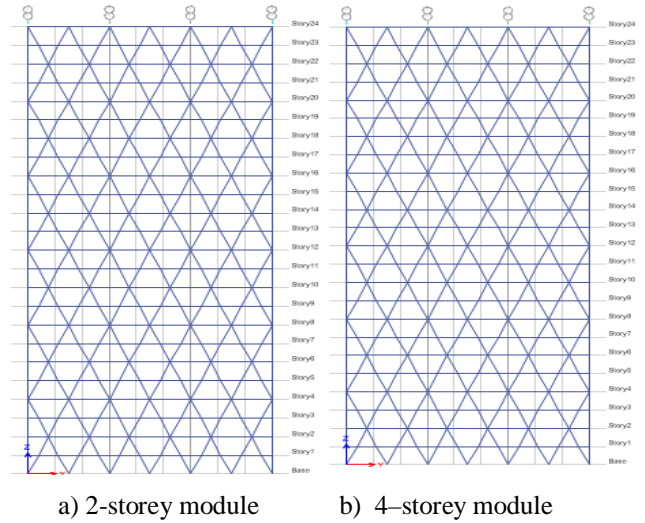 Story24
Story23
Story22
Story21
Story20
Story19
Story18
Story17
Story16
Story15
Story14
Story13
Story12
Story11
Story10
Story9
Story8
Story7
Story6
Story5
Story4
Story3
Story2
Story1
Base
Z
Y
a) 2-storey module
Story24
Story23
Story22
Story21
Story20
Story19
Story18
Story17
Story16
Story15
Story14
Story13
Story12
Story11
Story10
Story9
Story8
Story7
Story6
Story5
Story4
Story3
Story2
Story1
Base
Z
Y
b) 4–storey module